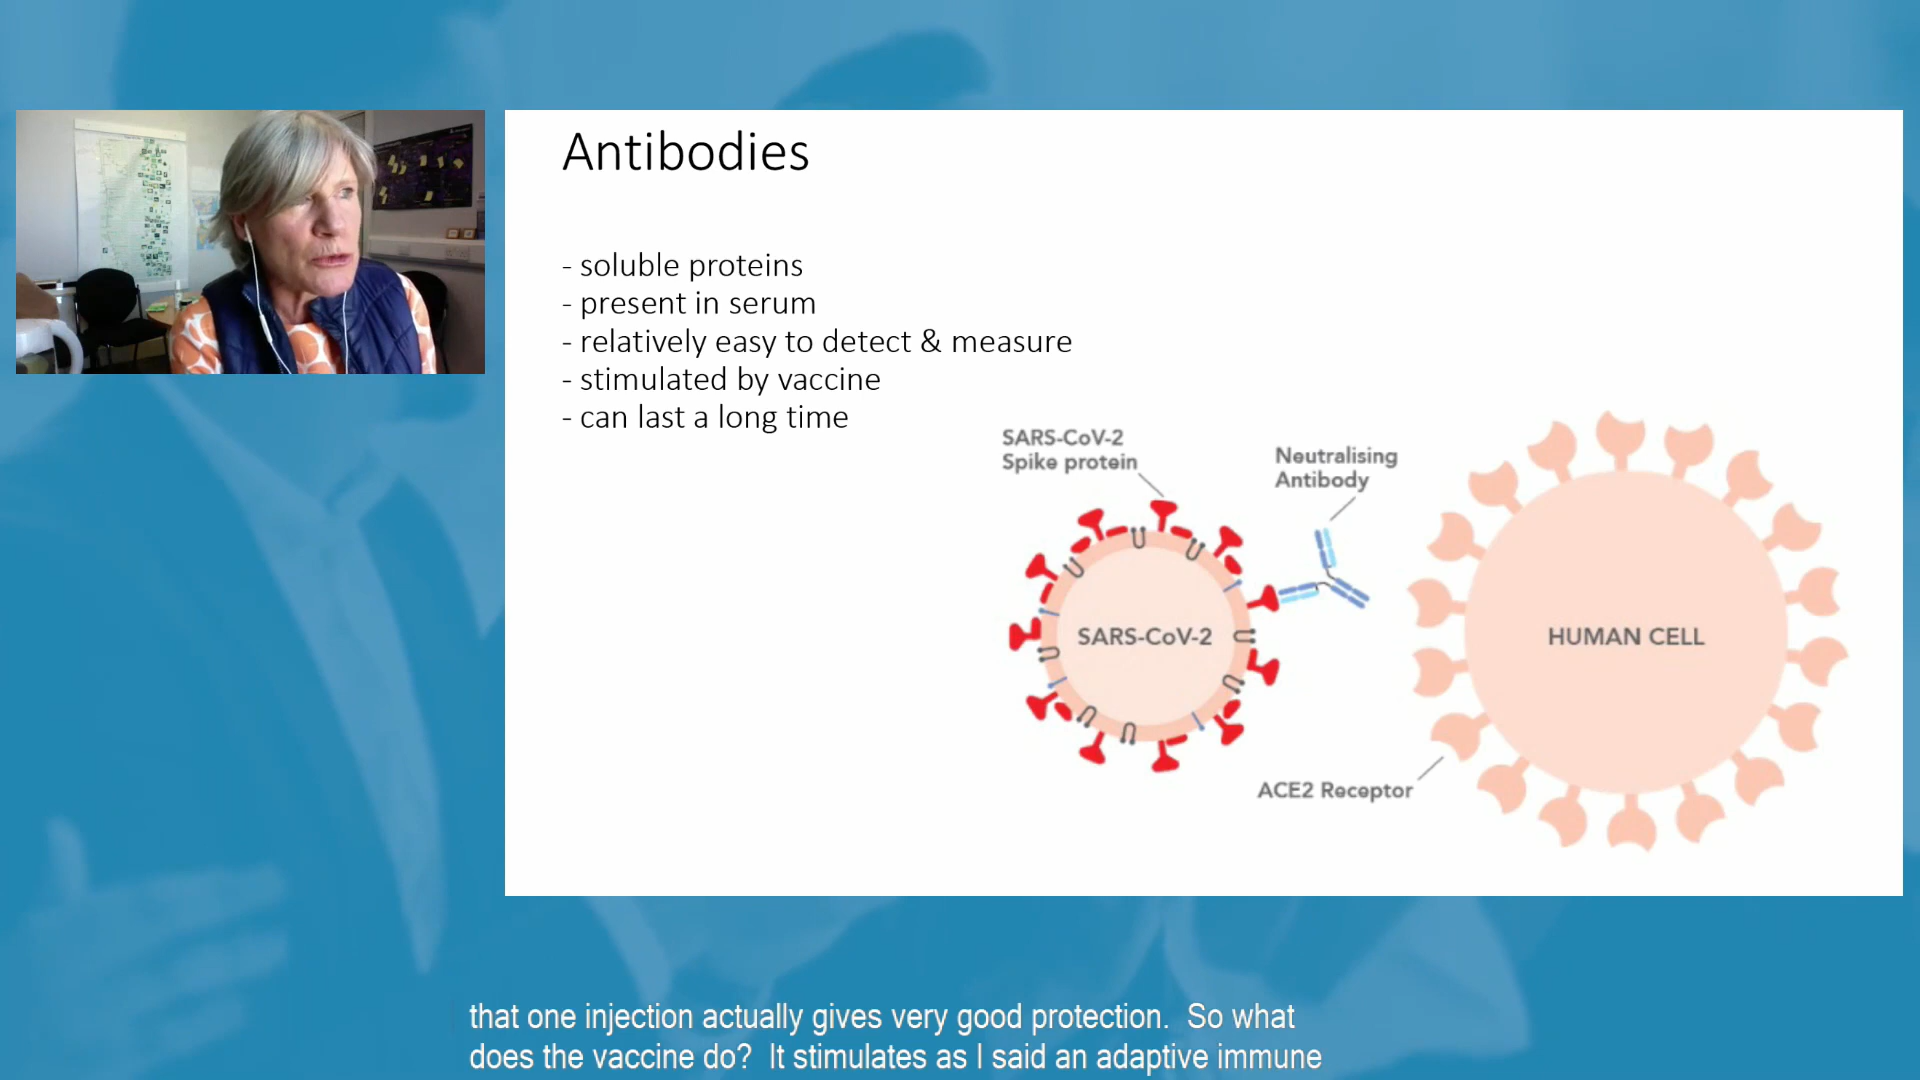 Antibodies
- soluble proteins
- present in serum
- relatively easy to detect & measure
- stimulated by vaccine
- can last a long time
SARS-CoV-2
Spike protein
Neutralising
Antibody
SARS-CoV-2
HUMAN CELL
ACE2 Receptor
that one injection actually gives very good protection.  So what
does the vaccine do?  It stimulates as I said an adaptive immune